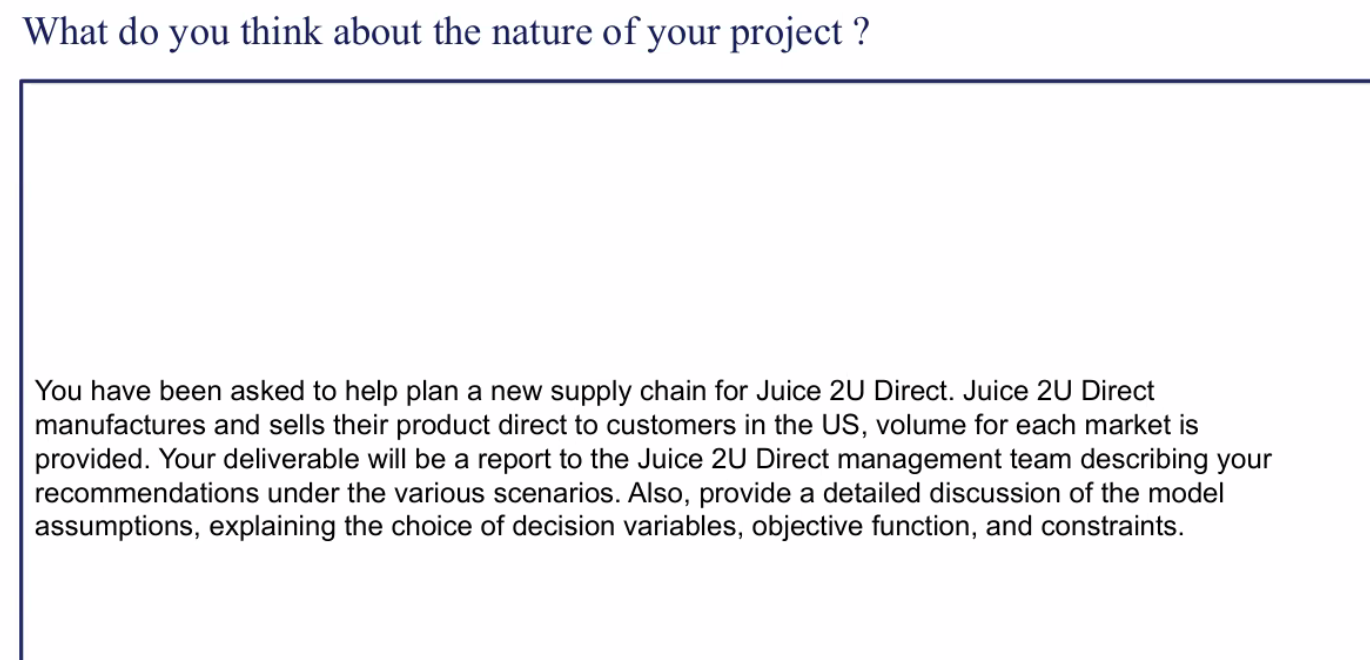 What do you think about the nature of your project ?
You have been asked to help plan a new supply chain for Juice 2U Direct. Juice 2U Direct
manufactures and sells their product direct to customers in the US, volume for each market is
provided. Your deliverable will be a report to the Juice 2U Direct management team describing your
recommendations under the various scenarios. Also, provide a detailed discussion of the model
assumptions, explaining the choice of decision variables, objective function, and constraints.